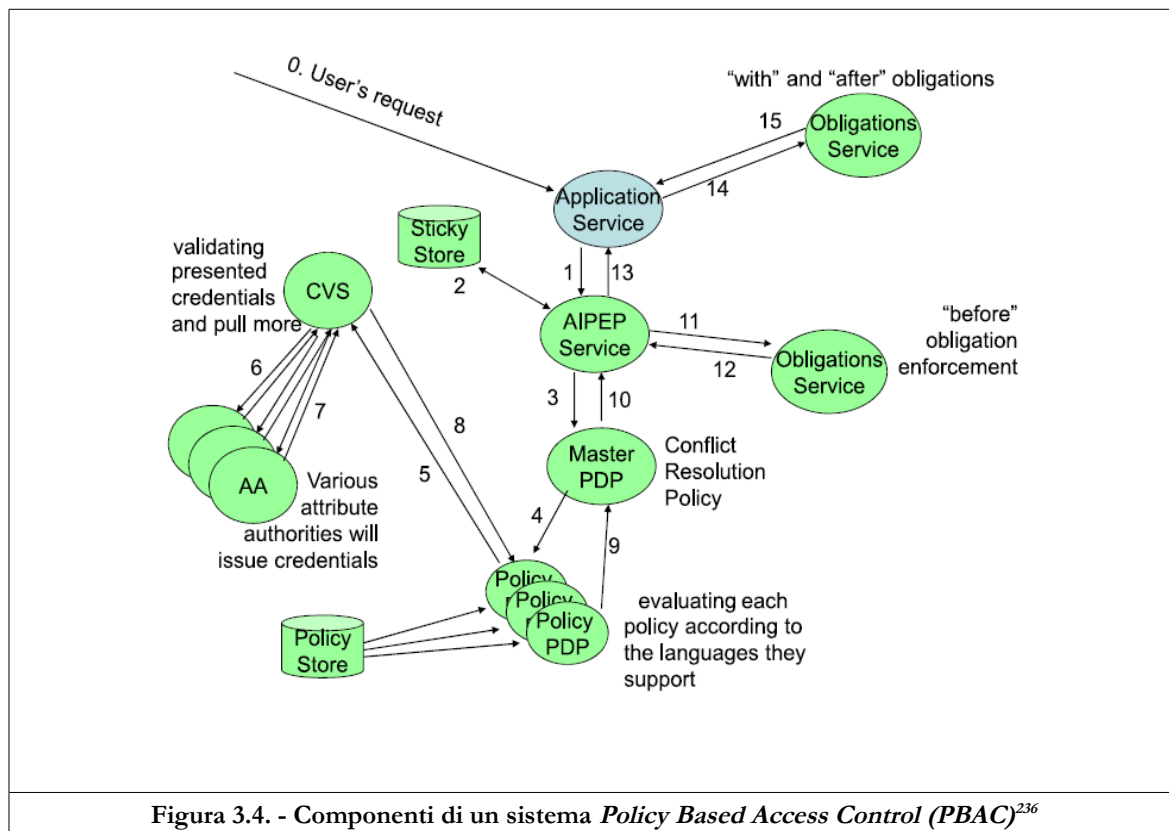 0. User's request
"with" and "after" obligations
15
Obligations
Service
14
Application
Service
Sticky
Store
2
1
13
validating
presented
credentials
and pull more
CVS
AIPEP
Service
11
12
"before"
obligation
enforcement
Obligations
Service
6
7
3
10
8
5
Master
PDP
Conflict
Resolution
Policy
AA
Various
attribute
authorities will
issue credentials
4
9
Policy
Policy
Policy
PDP
evaluating each
policy according to
the languages they
support
Policy
Store
Figura 3.4. - Componenti di un sistema Policy Based Access Control (PBAC)236